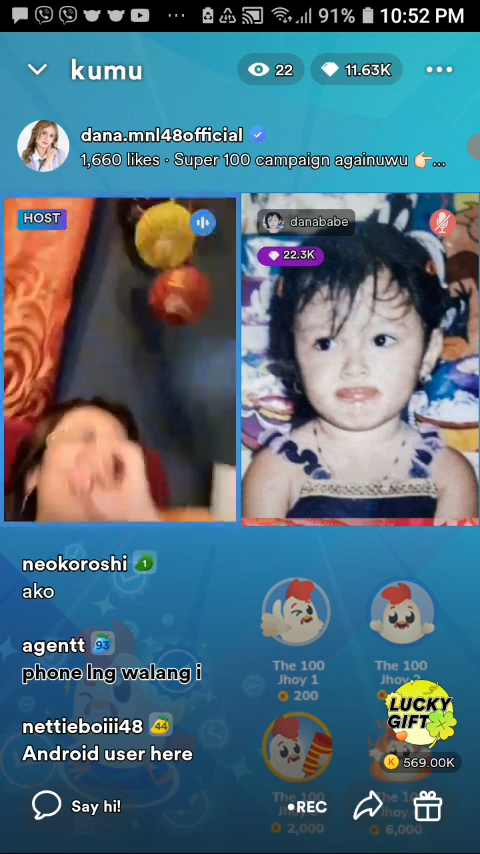 91% 10:52 PM
kumu
22
11.63K
dana.mnl48official
1,660 likes · Super 100 campaign againuwu 👉🏻...
HOST
danababe
22.3K
neokoroshi 1
ako
agentt 93
phone lng walang i
nettieboiii48 44
Android user here
The 100
Jhoy 1
200
The 100
LUCKY
GIFT
569.00K
The 100
2,000
6,000
Say hi!
•REC